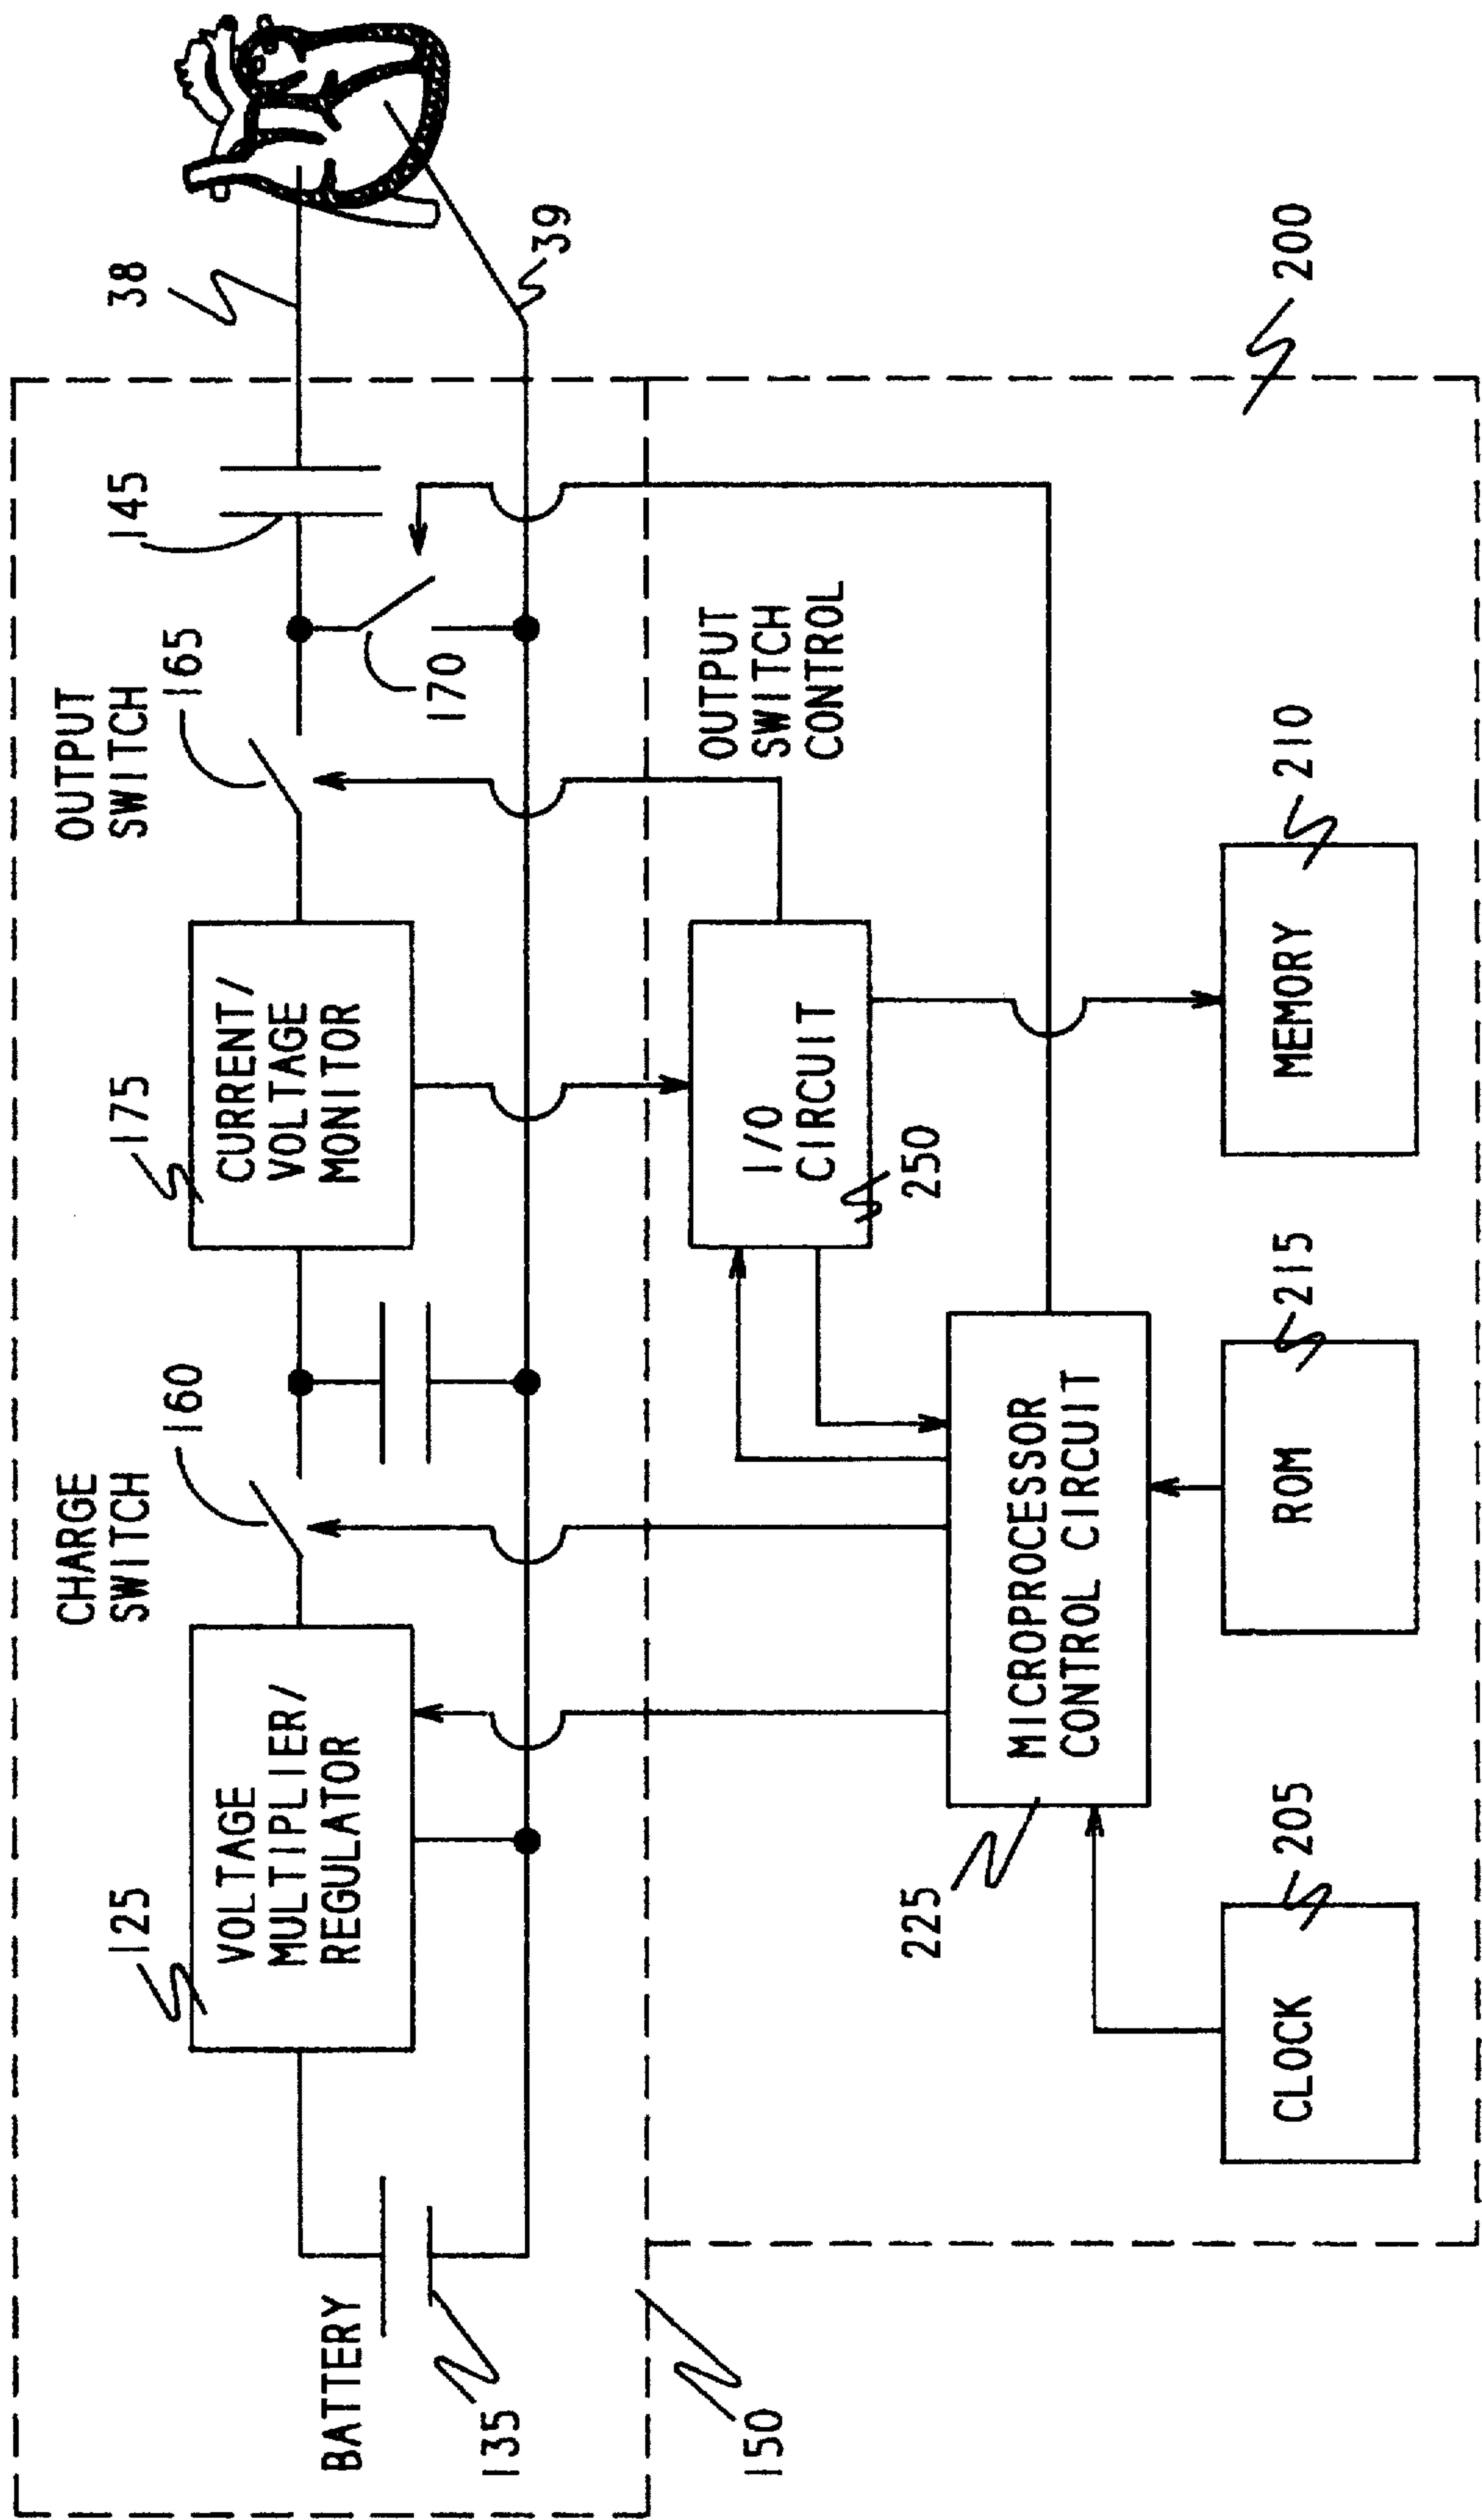 CHARGE
SWITCH
OUTPUT
SWITCH
125
160
175
165
145
38
VOLTAGE
MULTIPLIER/
REGULATOR
CURRENT/
VOLTAGE
MONITOR
BATTERY
135
170
39
150
OUTPUT
SWITCH
CONTROL
I/O
CIRCUIT
250
225
MICROPROCESSOR
CONTROL CIRCUIT
205
215
210
200
CLOCK
ROM
MEMORY